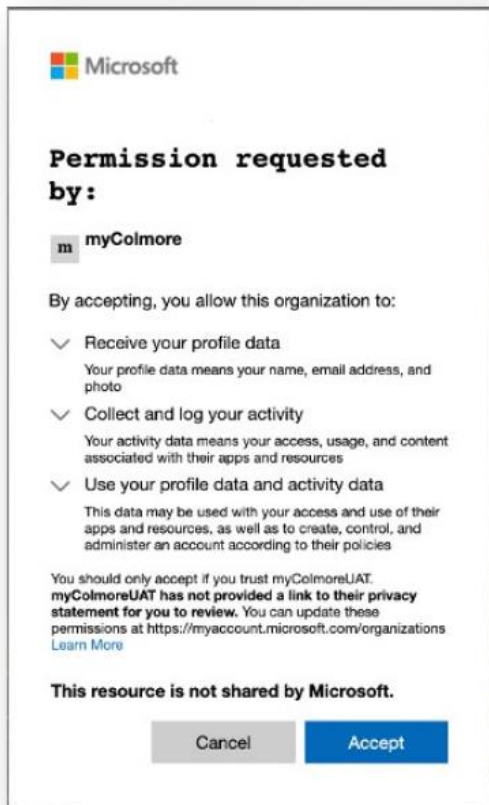 Microsoft
Permission requested
by:
m myColmore
By accepting, you allow this organization to:
Receive your profile data
Your profile data means your name, email address, and
photo
Collect and log your activity
Your activity data means your access, usage, and content
associated with their apps and resources
Use your profile data and activity data
This data may be used with your access and use of their
apps and resources, as well as to create, control, and
administer an account according to their policies
You should only accept if you trust myColmoreUAT.
myColmoreUAT has not provided a link to their privacy
statement for you to review. You can update these
permissions at https://myaccount.microsoft.com/organizations
Learn More
This resource is not shared by Microsoft.
Cancel Accept